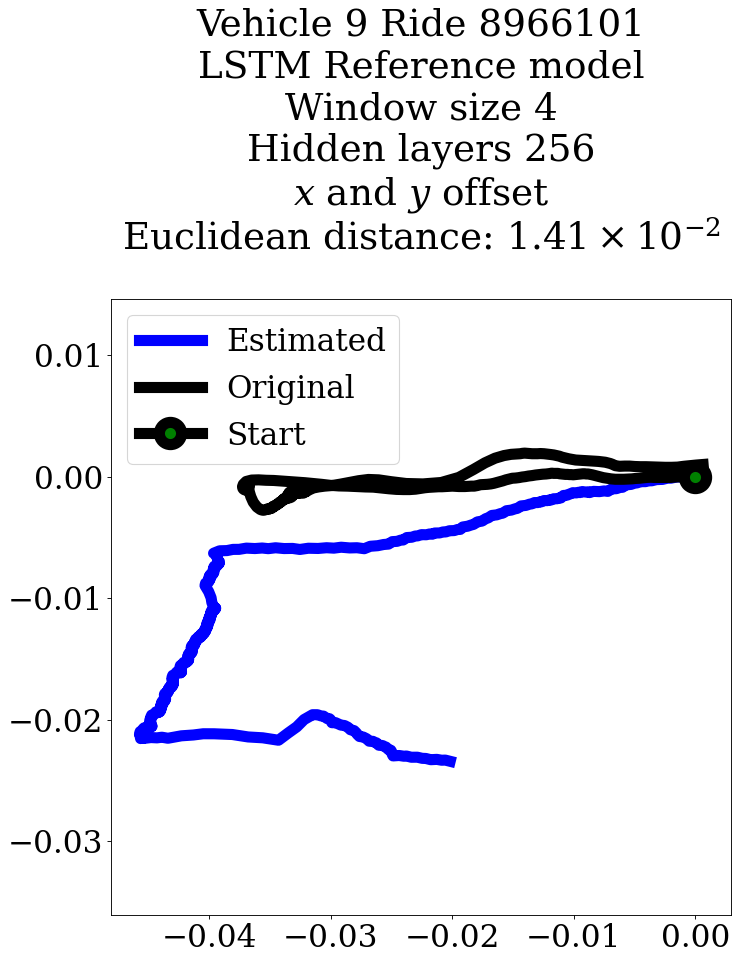 Vehicle 9 Ride 8966101
LSTM Reference model
Window size 4
Hidden layers 256
x and y offset
Euclidean distance: 1.41 × 10⁻²
Estimated
Original
Start
0.01
0.00
−0.01
−0.02
−0.03
−0.04 −0.03 −0.02 −0.01 0.00